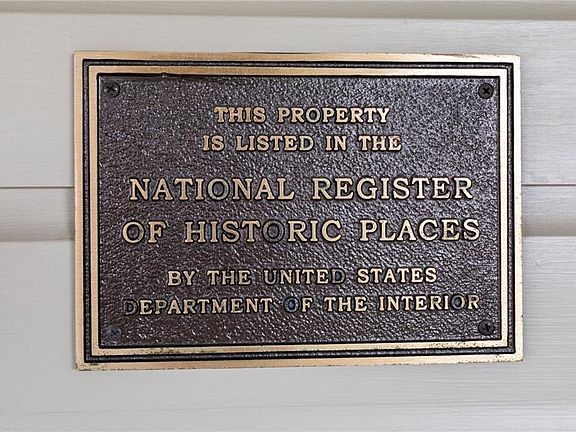 THIS PROPERTY
IS LISTED IN THE
NATIONAL REGISTER
OF HISTORIC PLACES
BY THE UNITED STATES
DEPARTMENT OF THE INTERIOR